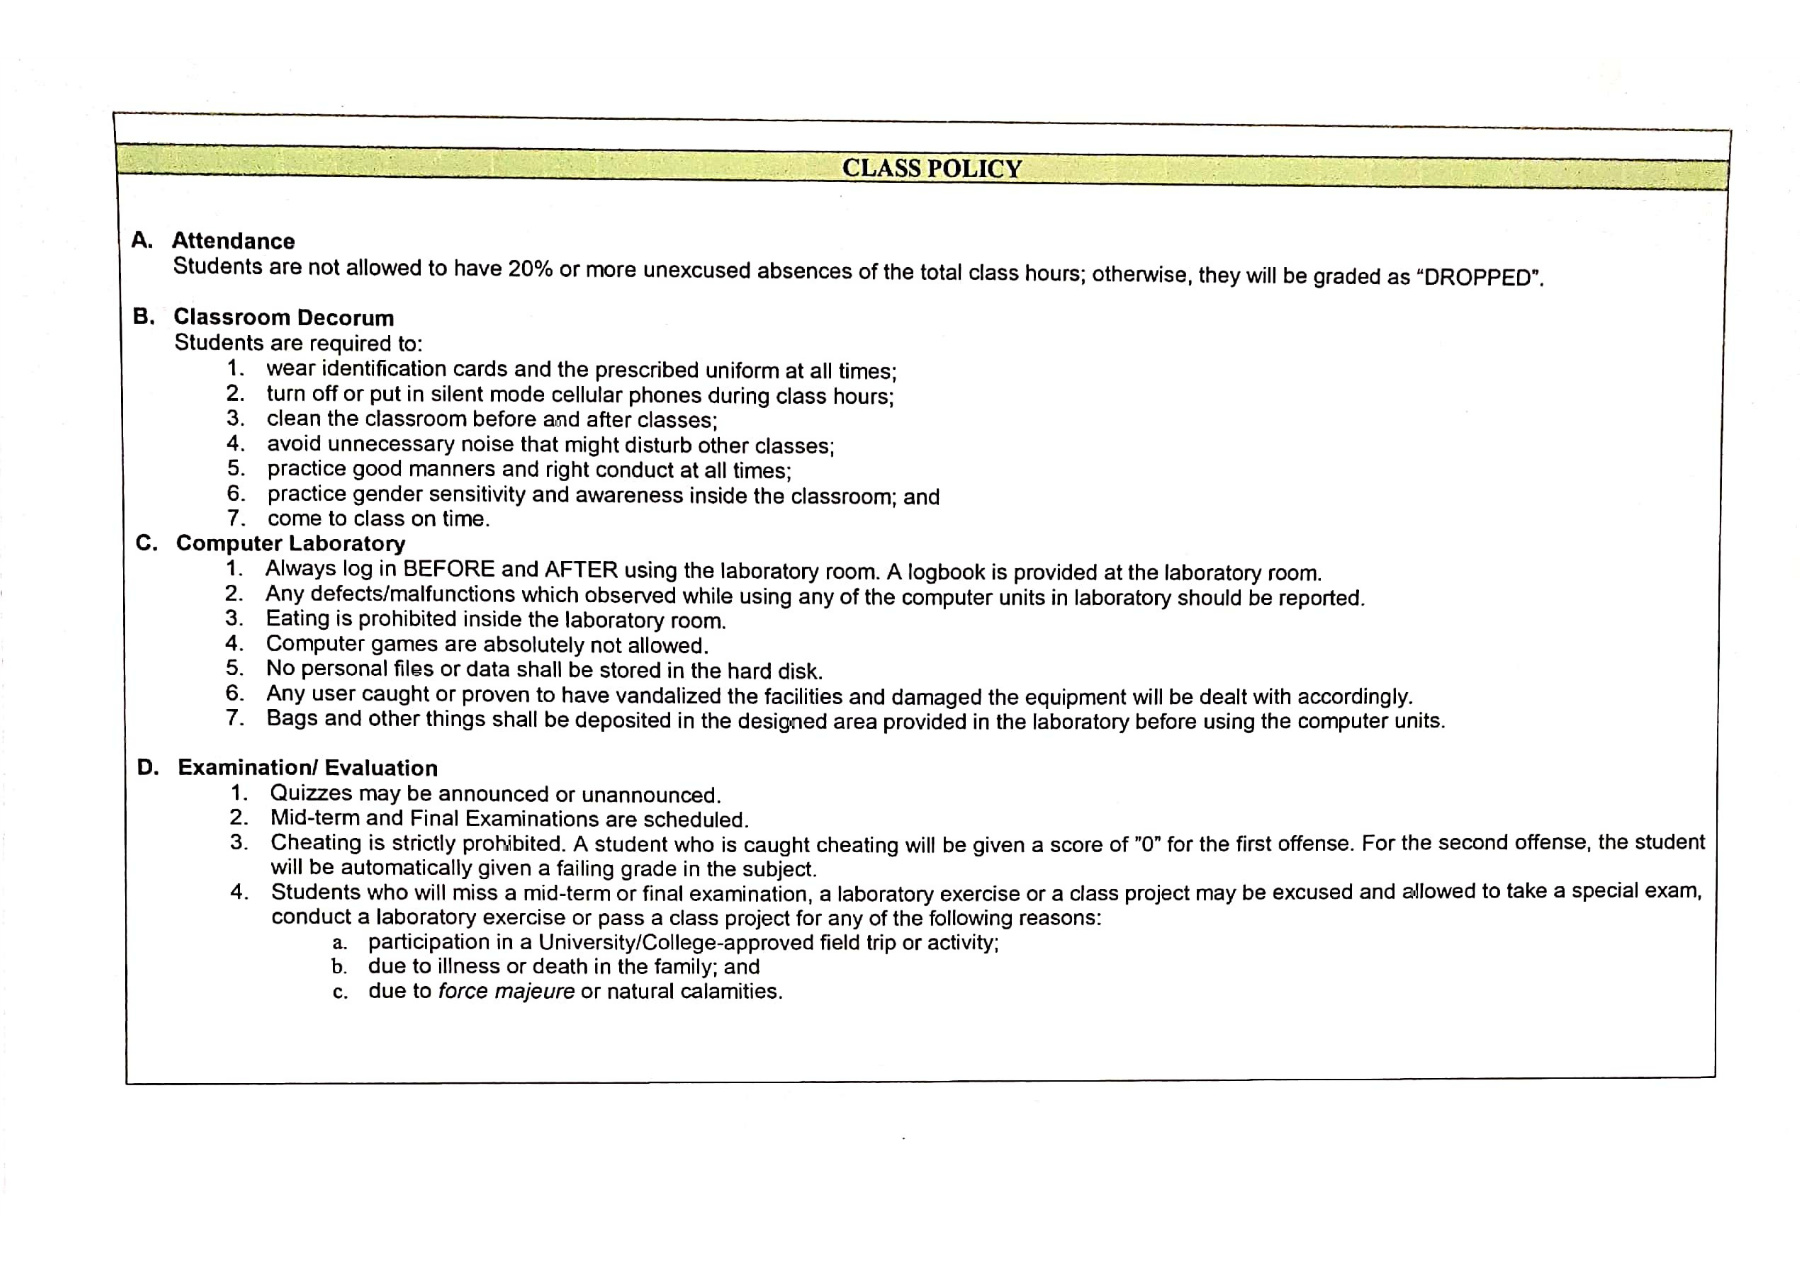 CLASS POLICY
A. Attendance
Students are not allowed to have 20% or more unexcused absences of the total class hours; otherwise, they will be graded as “DROPPED”.
B. Classroom Decorum
Students are required to:
1. wear identification cards and the prescribed uniform at all times;
2. turn off or put in silent mode cellular phones during class hours;
3. clean the classroom before and after classes;
4. avoid unnecessary noise that might disturb other classes;
5. practice good manners and right conduct at all times;
6. practice gender sensitivity and awareness inside the classroom; and
7. come to class on time.
C. Computer Laboratory
1. Always log in BEFORE and AFTER using the laboratory room. A logbook is provided at the laboratory room.
2. Any defects/malfunctions which observed while using any of the computer units in laboratory should be reported.
3. Eating is prohibited inside the laboratory room.
4. Computer games are absolutely not allowed.
5. No personal files or data shall be stored in the hard disk.
6. Any user caught or proven to have vandalized the facilities and damaged the equipment will be dealt with accordingly.
7. Bags and other things shall be deposited in the designed area provided in the laboratory before using the computer units.
D. Examination/ Evaluation
1. Quizzes may be announced or unannounced.
2. Mid-term and Final Examinations are scheduled.
3. Cheating is strictly prohibited. A student who is caught cheating will be given a score of "0" for the first offense. For the second offense, the student
will be automatically given a failing grade in the subject.
4. Students who will miss a mid-term or final examination, a laboratory exercise or a class project may be excused and allowed to take a special exam,
conduct a laboratory exercise or pass a class project for any of the following reasons:
a. participation in a University/College-approved field trip or activity;
b. due to illness or death in the family; and
c. due to force majeure or natural calamities.